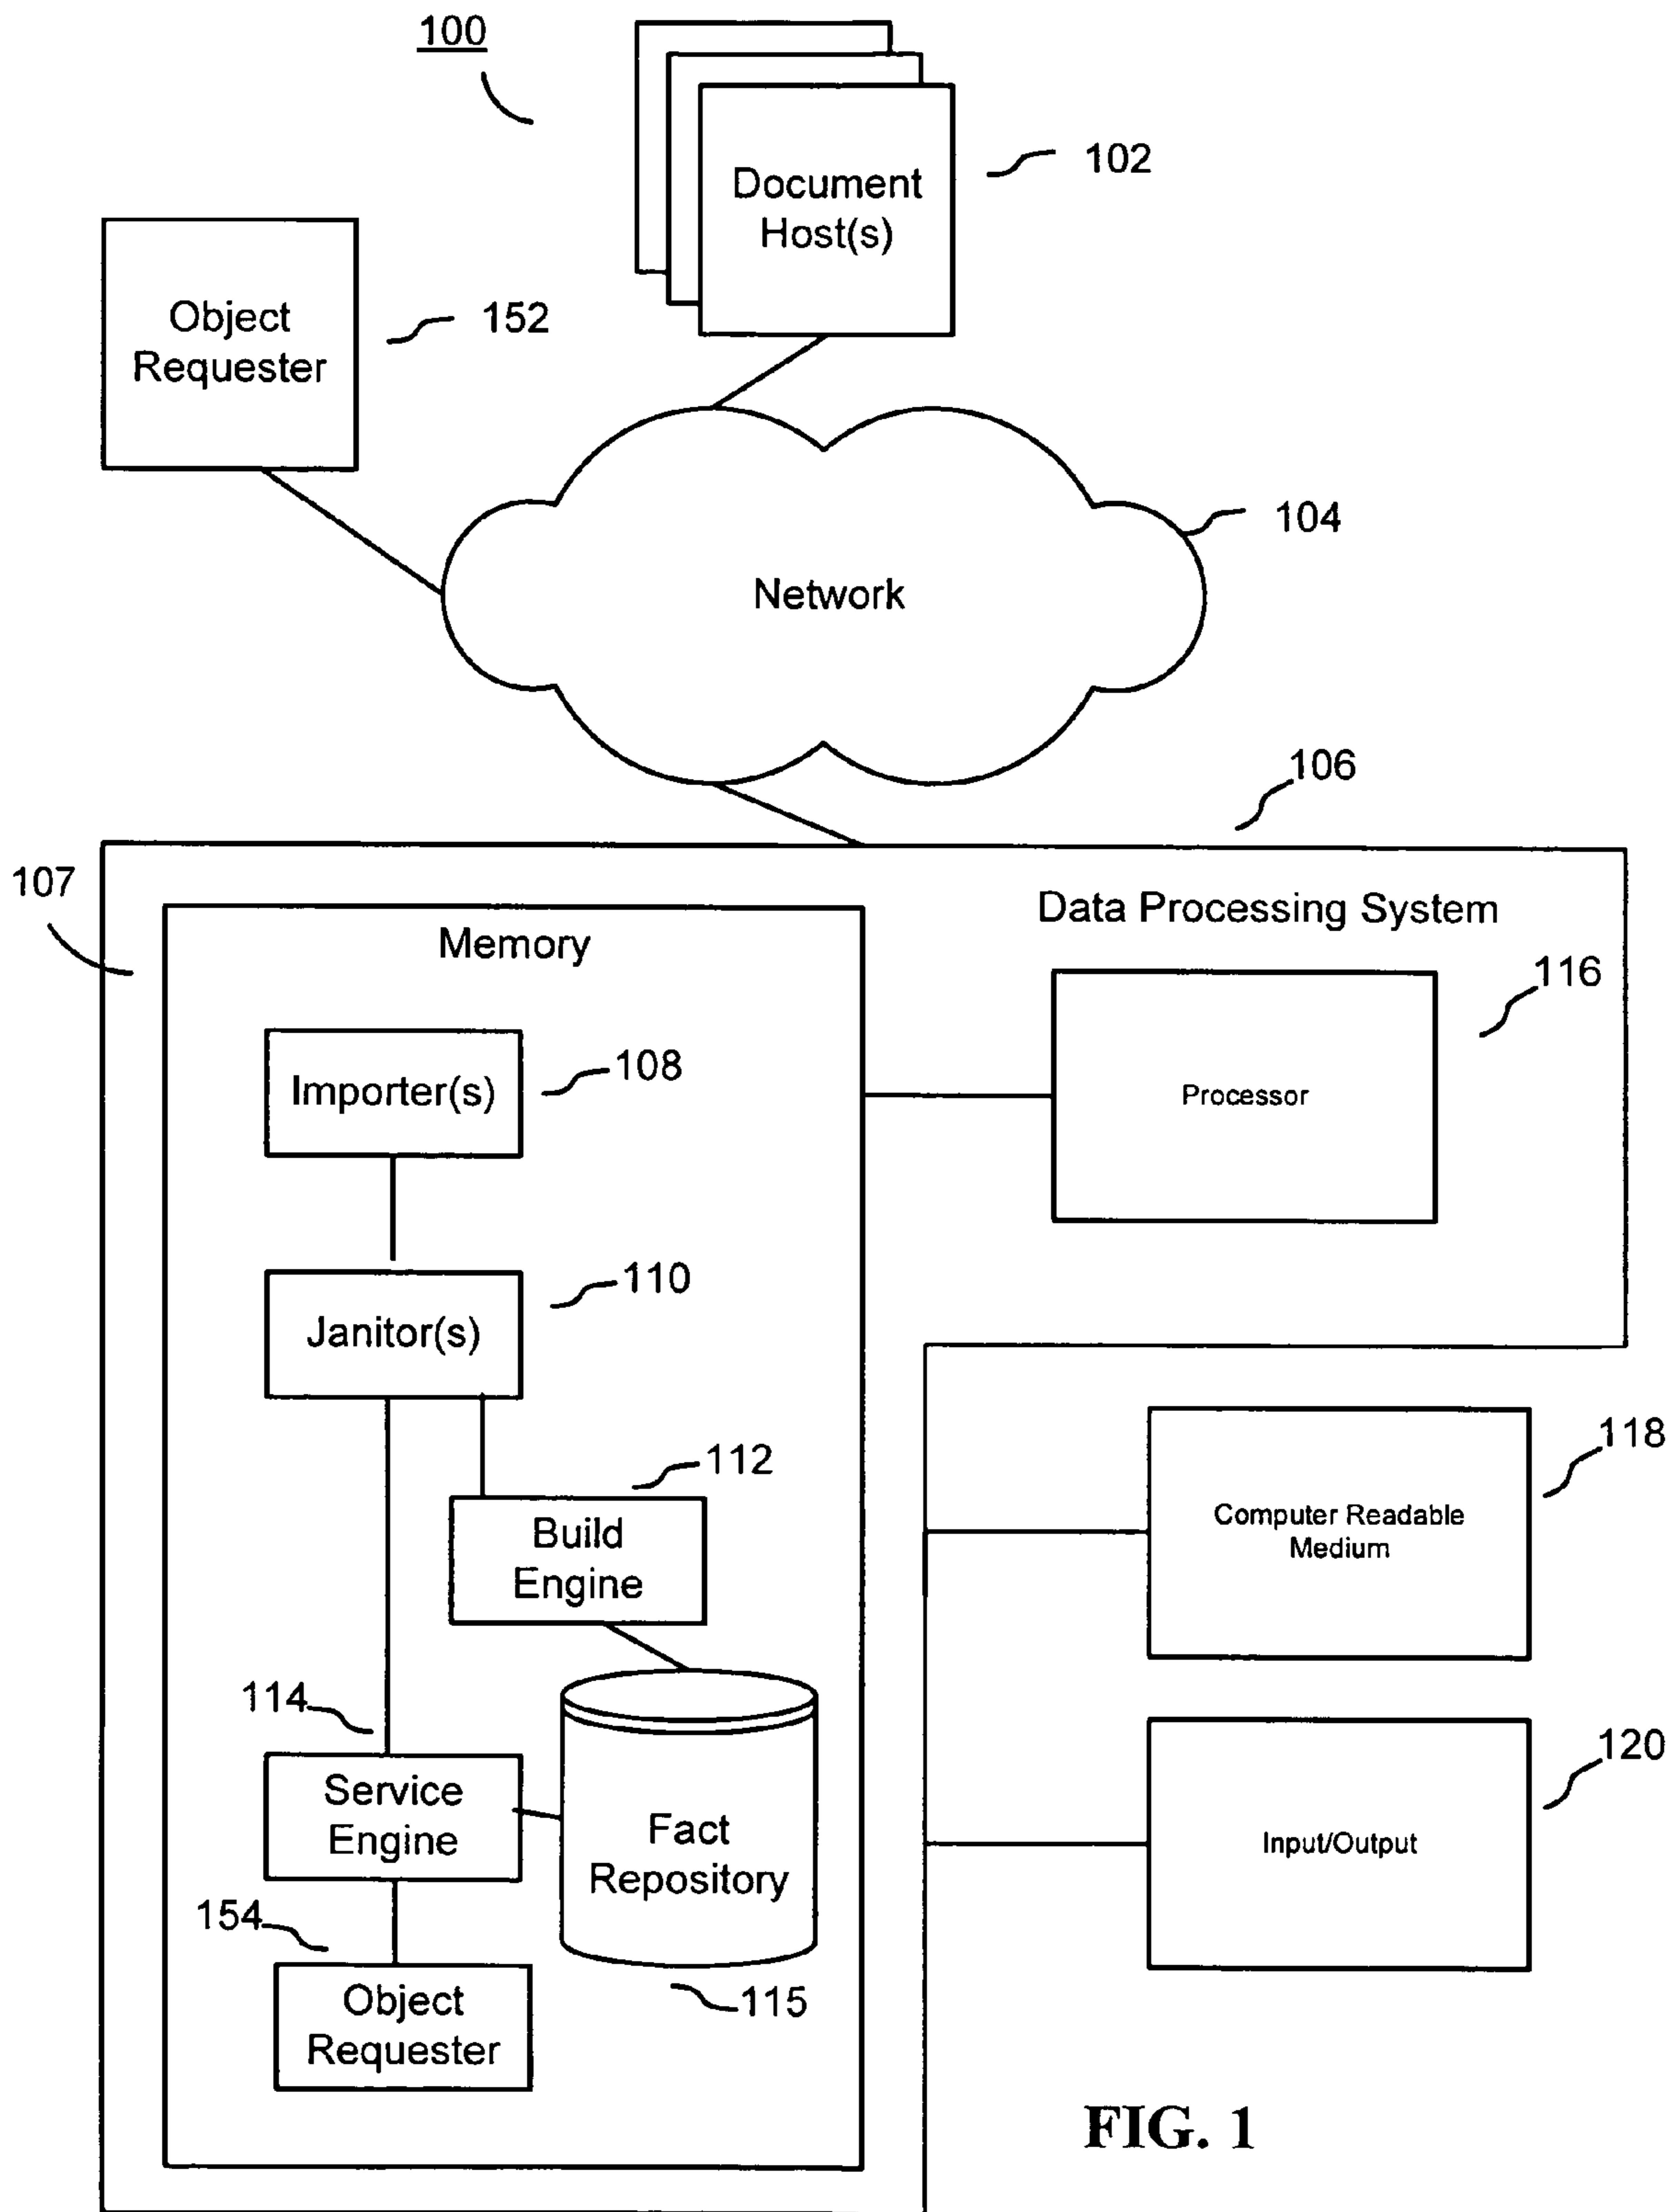 100
Document
Host(s)
102
Object
Requester
152
104
Network
106
107
Data Processing System
Memory
116
Processor
Importer(s)
108
Janitor(s)
110
112
Build
Engine
118
Computer Readable
Medium
114
Service
Engine
Fact
Repository
120
Input/Output
154
Object
Requester
115
FIG. 1